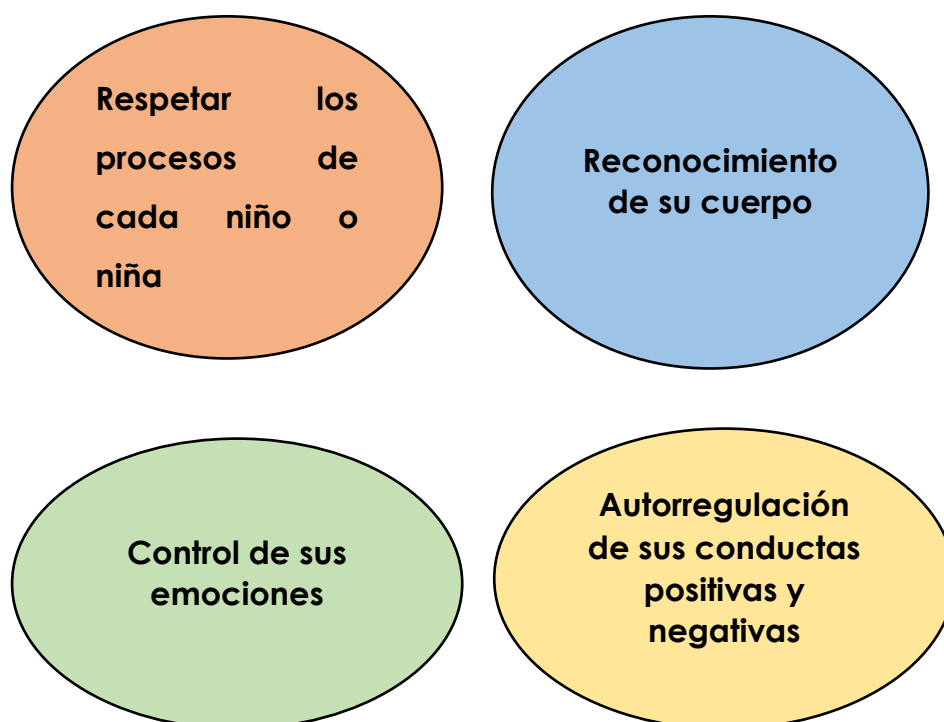 Respetar los
procesos de
cada niño o
niña
Reconocimiento
de su cuerpo
Control de sus
emociones
Autorregulación
de sus conductas
positivas y
negativas